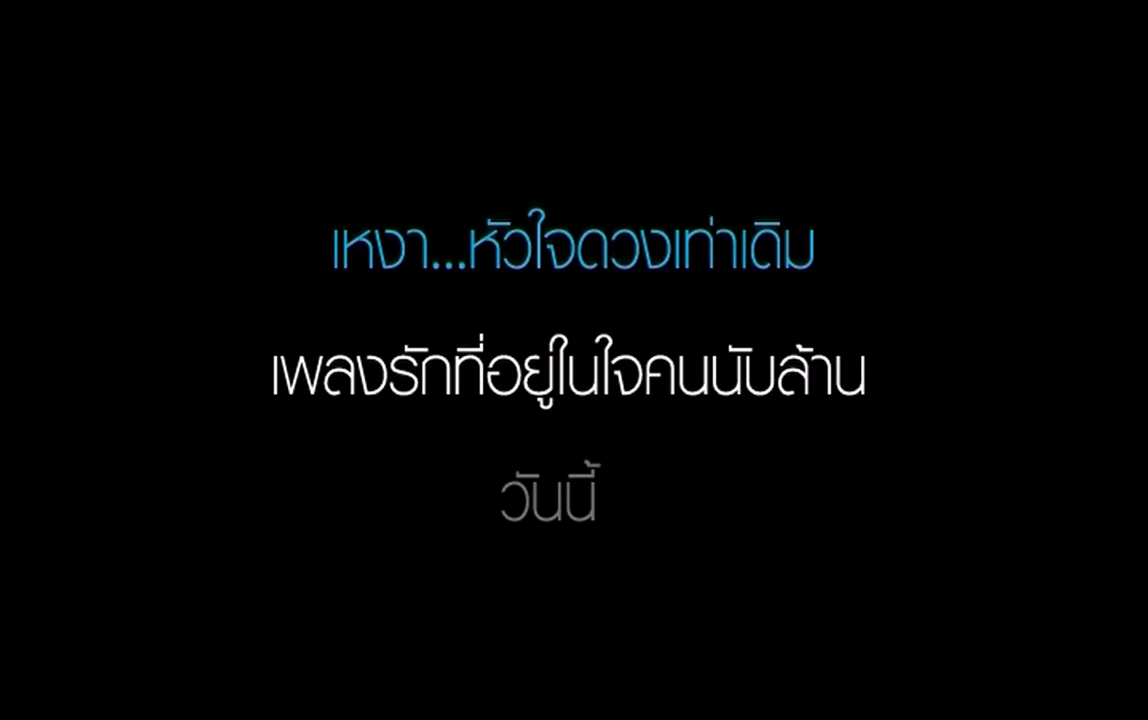 เหงา...หัวใจดวงเท่าเดิม
เพลงรักที่อยู่ในใจคนนับล้าน
วันนี้